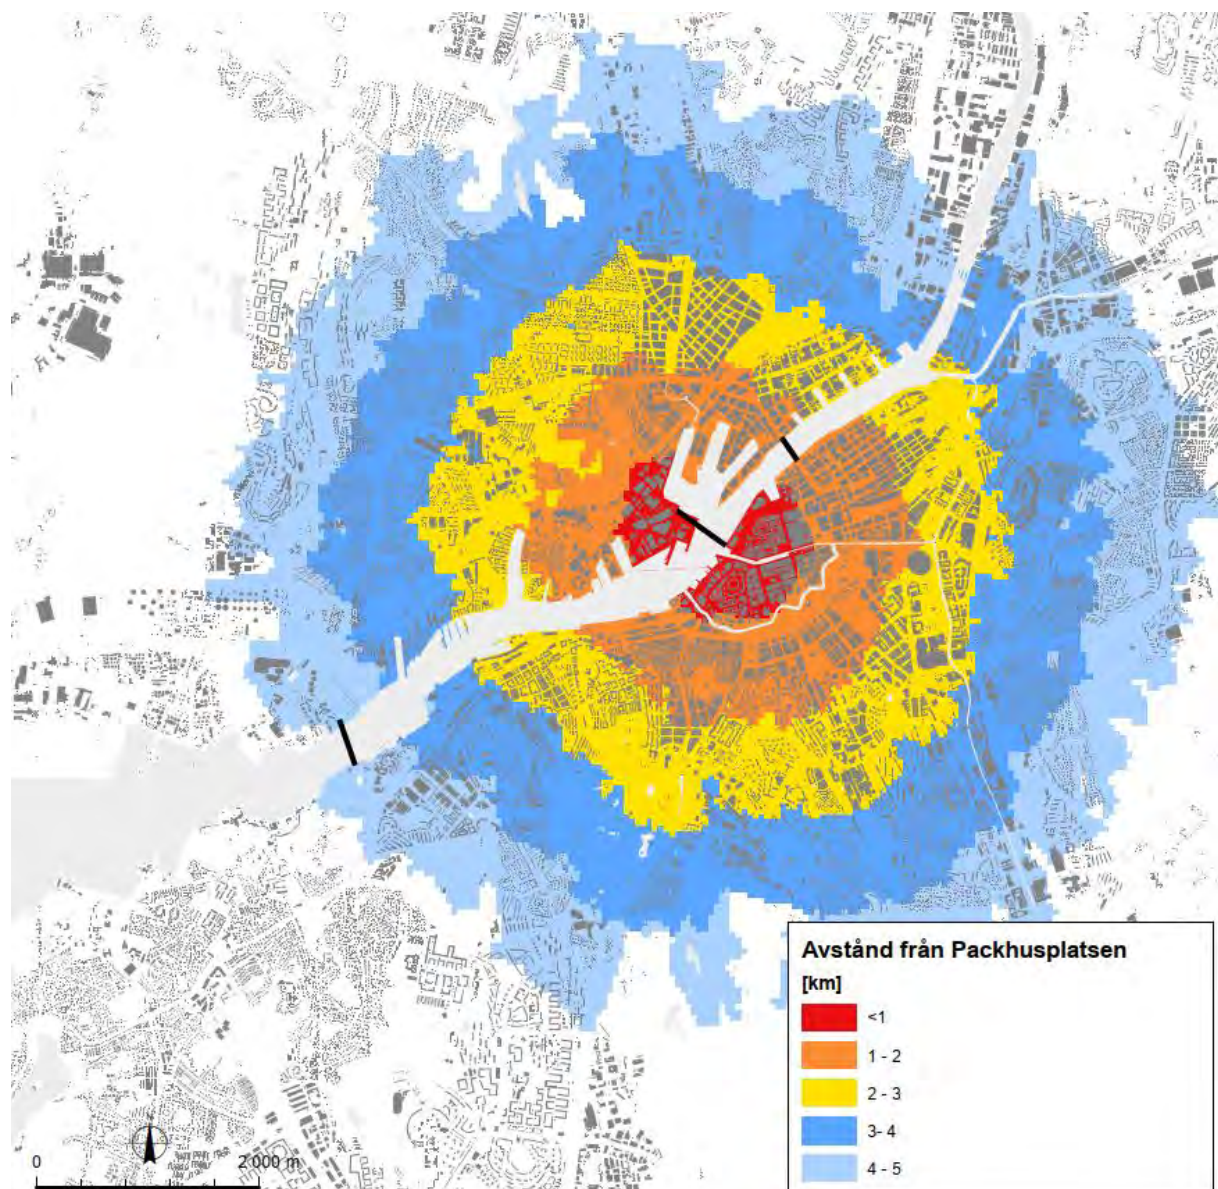 Avstånd från Packhusplatsen
[km]
<1
1 - 2
2 - 3
3- 4
4 - 5
0 2 000 m